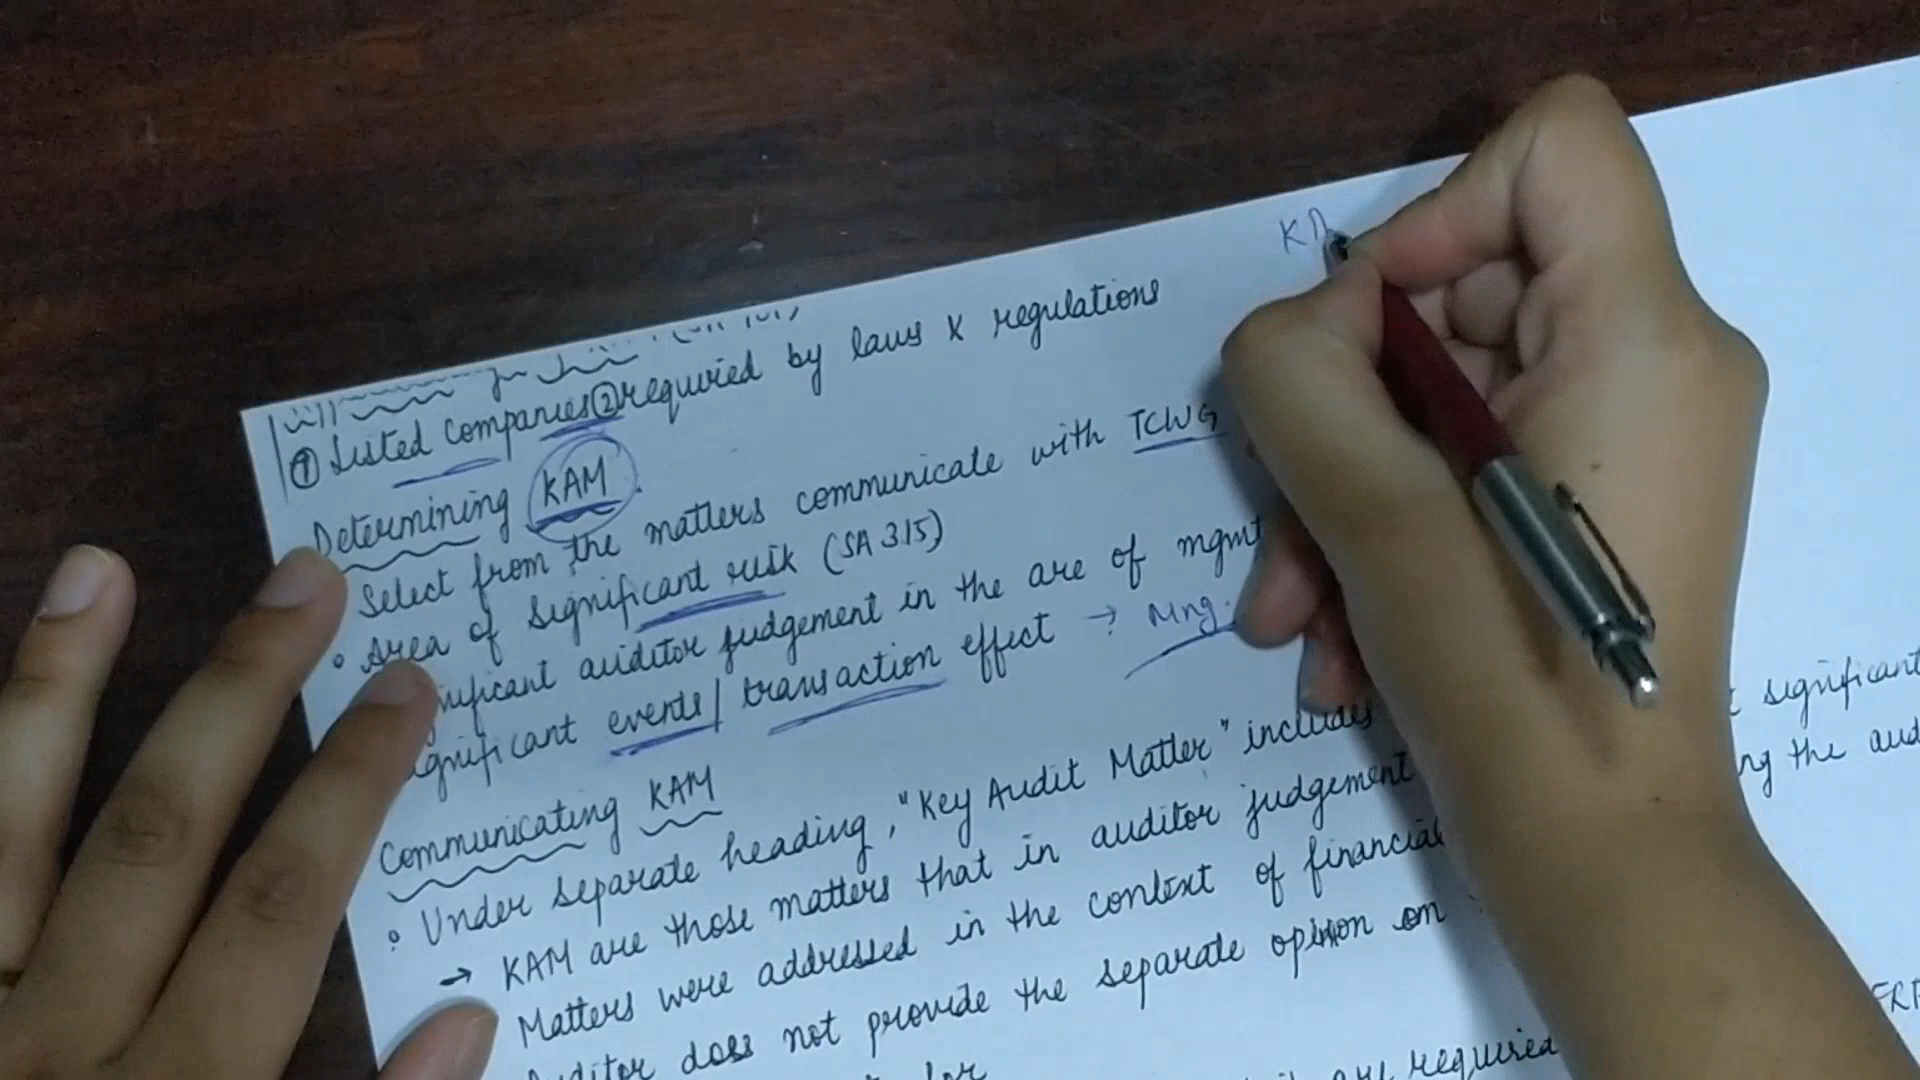 KA
① Listed companies ② required by laws & regulations
Determining KAM
Select from the matters communicate with TCWG
• Area of significant risk (SA 315)
significant auditor judgement in the are of mgmt
significant events / transaction effect → Mng.
Communicating KAM
• Under separate heading, "Key Audit Matter" includes significant
→ KAM are those matters that in auditor judgement the
Matters were addressed in the context of financial
Auditor does not provide the separate opinion on
for are required